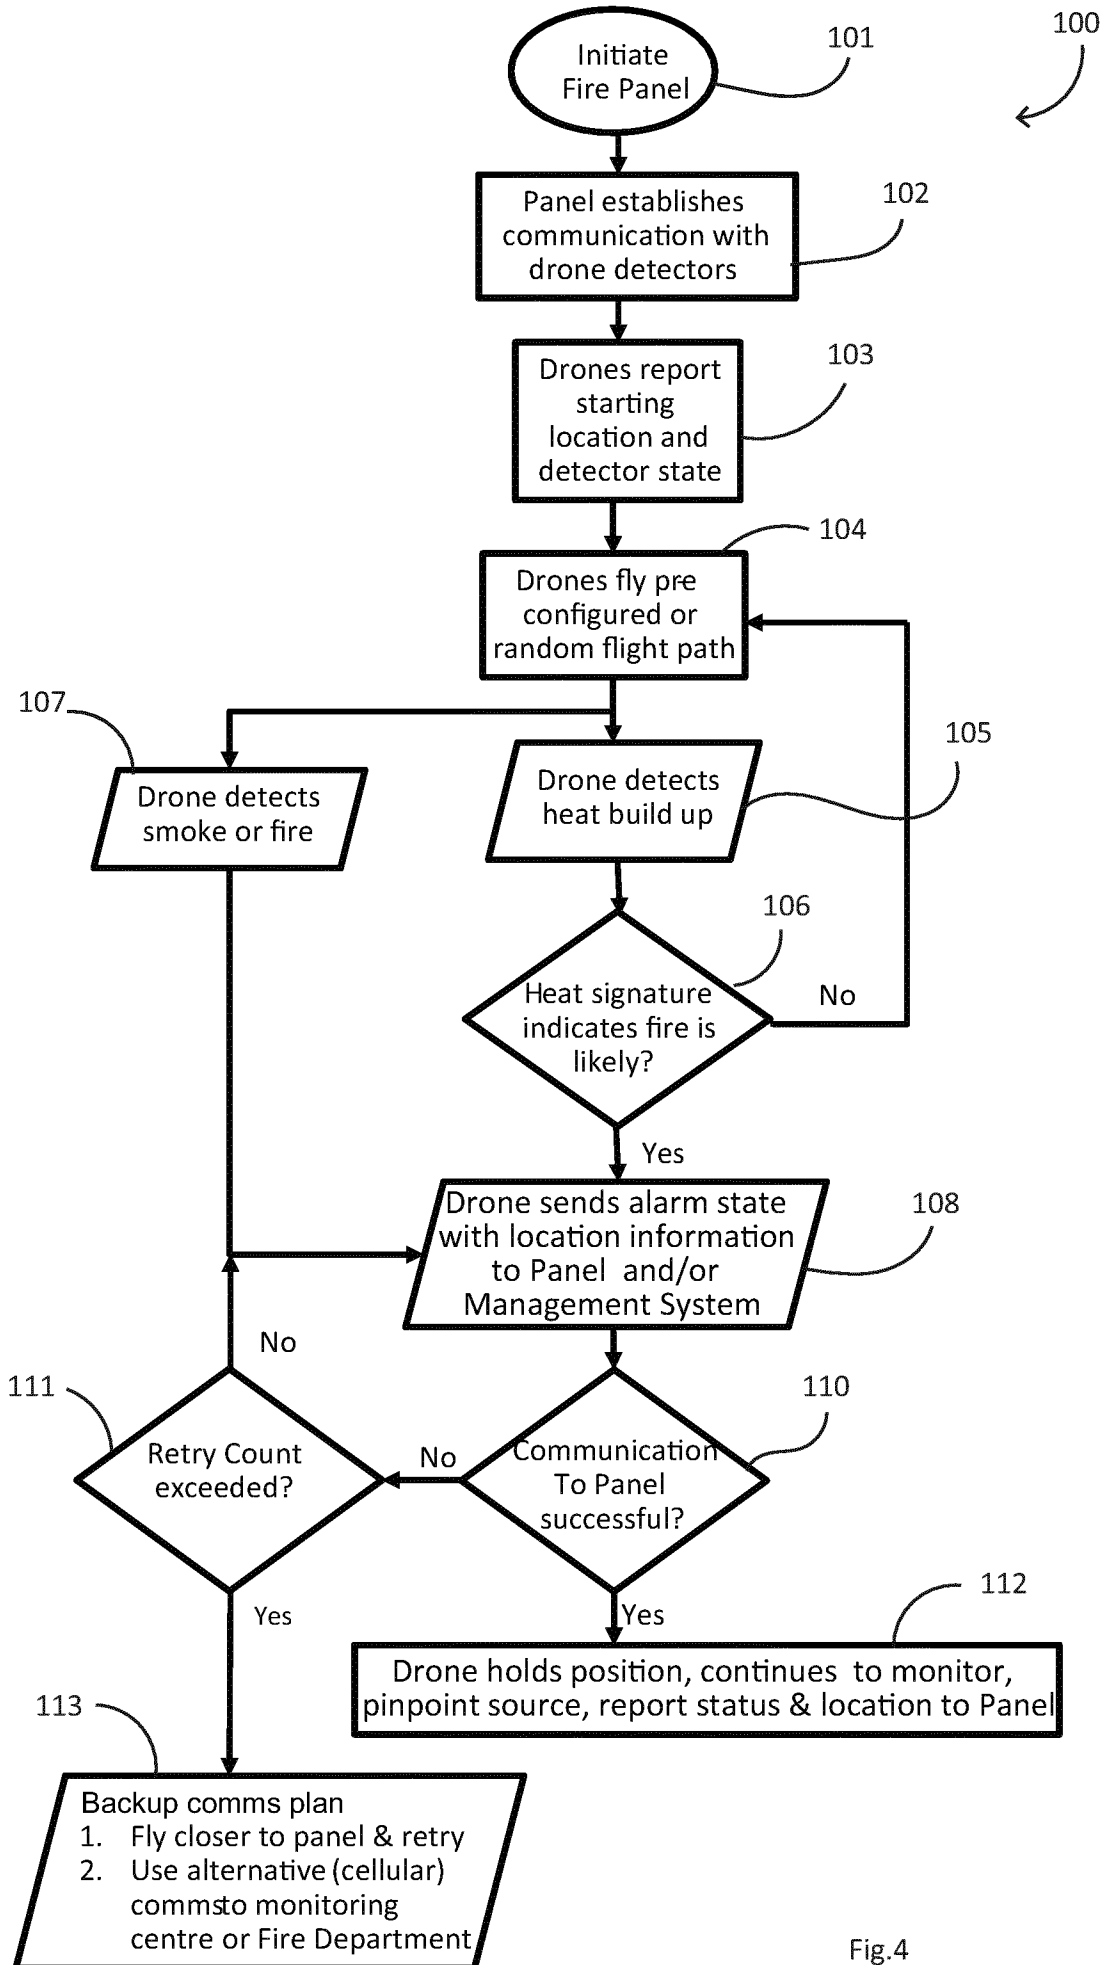 Initiate
Fire Panel
101
100
Panel establishes
communication with
drone detectors
102
Drones report
starting
location and
detector state
103
104
Drones fly pre
configured or
random flight path
107
Drone detects
smoke or fire
Drone detects
heat build up
105
106
Heat signature
indicates fire is
likely?
No
Yes
Drone sends alarm state
with location information
to Panel and/or
Management System
108
No
111
Retry Count
exceeded?
No
Communication
To Panel
successful?
110
Yes
Yes
112
Drone holds position, continues to monitor,
pinpoint source, report status & location to Panel
113
Backup comms plan
1. Fly closer to panel & retry
2. Use alternative (cellular)
commsto monitoring
centre or Fire Department
Fig.4